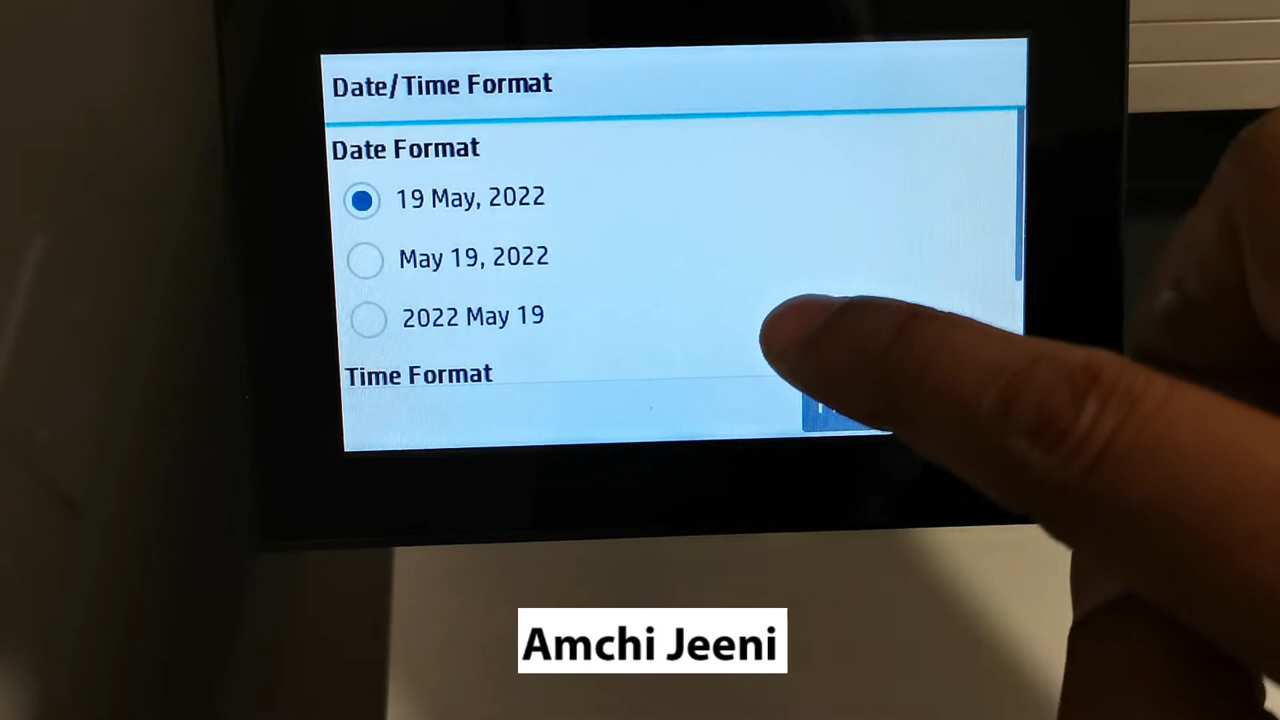 Date/Time Format
Date Format
19 May, 2022
May 19, 2022
2022 May 19
Time Format
Amchi Jeeni